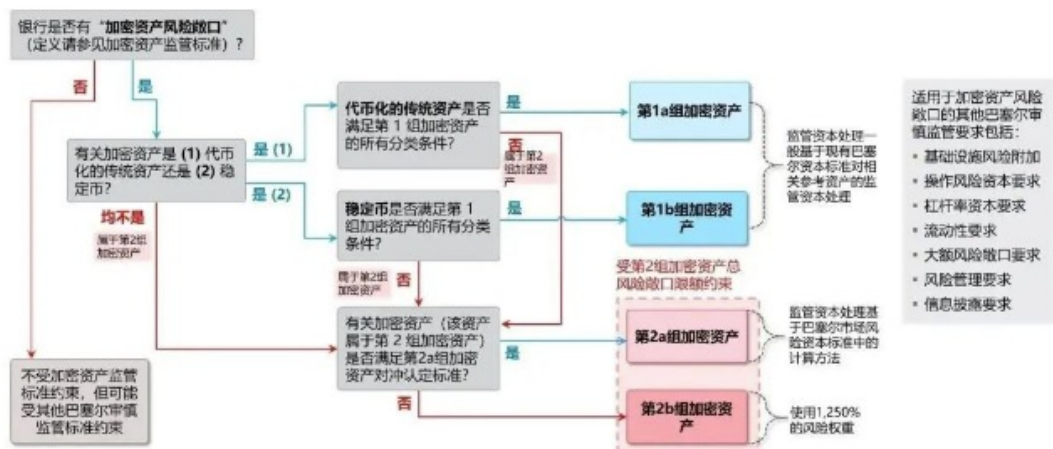 银行是否有“加密资产风险敞口”
（定义请参见加密资产监管标准）？
否
是
有关加密资产是 (1) 代币
化的传统资产还是 (2) 稳
定币？
是 (1)
是 (2)
均不是
属于第2组
加密资产
代币化的传统资产是否
满足第 1 组加密资产
的所有分类条件？
是
否
属于第2
组加密资
产
稳定币是否满足第 1
组加密资产的所有分类
条件？
是
属于第2组
加密资产
否
有关加密资产（该资产
属于第 2 组加密资产）
是否满足第2a组加密
资产对冲认定标准？
是
否
不受加密资产监管
标准约束，但可能
受其他巴塞尔审慎
监管标准约束
第1a组加密资产
第1b组加密资
产
监管资本处理一
般基于现有巴塞
尔资本标准对相
关参考资产的监
管资本处理
受第2组加密资产总
风险敞口限额约束
第2a组加密资产
监管资本处理基
于巴塞尔市场风
险资本标准中的
计算方法
第2b组加密资
产
使用1,250%
的风险权重
适用于加密资产风险
敞口的其他巴塞尔审
慎监管要求包括：
• 基础设施风险附加
• 操作风险资本要求
• 杠杆率资本要求
• 流动性要求
• 大额风险敞口要求
• 风险管理要求
• 信息披露要求